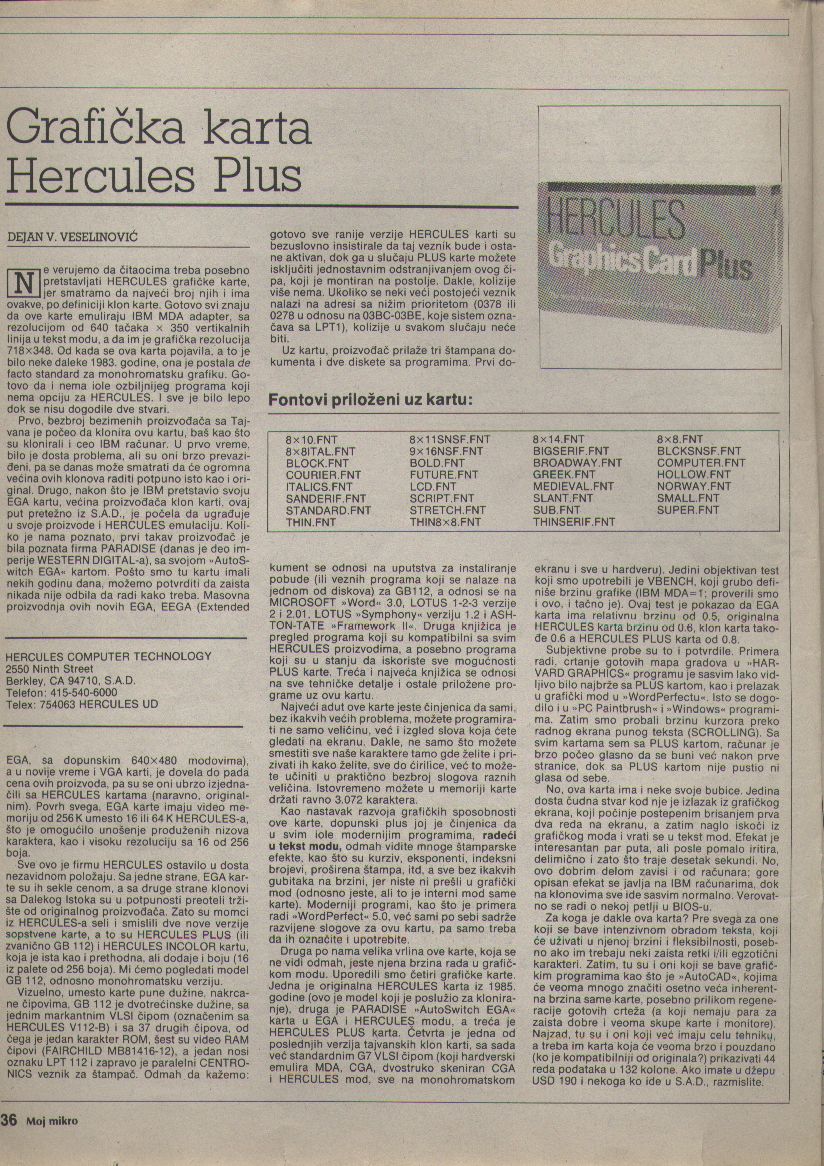 Grafička karta
Hercules Plus
DEJAN V. VESELINOVIĆ
Ne verujemo da čitaocima treba posebno
pretstavljati HERCULES grafičke karte,
jer smatramo da najveći broj njih i ima
ovakve, po definiciji klon karte. Gotovo svi znaju
da ove karte emuliraju IBM MDA adapter, sa
rezolucijom od 640 tačaka × 350 vertikalnih
linija u tekst modu, a da im je grafička rezolucija
718×348. Od kada se ova karta pojavila, a to je
bilo neke daleke 1983. godine, ona je postala de
facto standard za monohromatsku grafiku. Go-
tovo da i nema iole ozbiljnijeg programa koji
nema opciju za HERCULES. I sve je bilo lepo
dok se nisu dogodile dve stvari.
Prvo, bezbroj bezimenih proizvođača sa Taj-
vana je počeo da klonira ovu kartu, baš kao što
su klonirali i ceo IBM računar. U prvo vreme,
bilo je dosta problema, ali su oni brzo prevazi-
đeni, pa se danas može smatrati da će ogromna
većina ovih klonova raditi potpuno isto kao i ori-
ginal. Drugo, nakon što je IBM pretstavio svoju
EGA kartu, većina proizvođača klon karti, ovaj
put pretežno iz S.A.D., je počela da ugrađuje
u svoje proizvode i HERCULES emulaciju. Koli-
ko je nama poznato, prvi takav proizvođač je
bila poznata firma PARADISE (danas je deo im-
perije WESTERN DIGITAL-a), sa svojom »AutoS-
witch EGA« kartom. Pošto smo tu kartu imali
nekih godinu dana, možemo potvrditi da zaista
nikada nije odbila da radi kako treba. Masovna
proizvodnja ovih novih EGA, EEGA (Extended
HERCULES COMPUTER TECHNOLOGY
2550 Ninth Street
Berkley, CA 94710, S.A.D.
Telefon: 415-540-6000
Telex: 754063 HERCULES UD
EGA, sa dopunskim 640×480 modovima),
a u novije vreme i VGA karti, je dovela do pada
cena ovih proizvoda, pa su se oni ubrzo izjedna-
čili sa HERCULES kartama (naravno, original-
nim). Povrh svega, EGA karte imaju video me-
moriju od 256 K umesto 16 ili 64 K HERCULES-a,
što je omogućilo unošenje produženih nizova
karaktera, kao i visoku rezoluciju sa 16 od 256
boja.
Sve ovo je firmu HERCULES ostavilo u dosta
nezavidnom položaju. Sa jedne strane, EGA kar-
te su ih sekle cenom, a sa druge strane klonovi
sa Dalekog Istoka su u potpunosti preoteli trži-
šte od originalnog proizvođača. Zato su momci
iz HERCULES-a seli i smislili dve nove verzije
sopstvene karte, a to su HERCULES PLUS (ili
zvanično GB 112) i HERCULES INCOLOR kartu,
koja je ista kao i prethodna, ali dodaje i boju (16
iz palete od 256 boja). Mi ćemo pogledati model
GB 112, odnosno monohromatsku verziju.
Vizuelno, umesto karte pune dužine, nakrca-
ne čipovima, GB 112 je dvotrećinske dužine, sa
jednim markantnim VLSI čipom (označenim sa
HERCULES V112-B) i sa 37 drugih čipova, od
čega je jedan karakter ROM, šest su video RAM
čipovi (FAIRCHILD MB81416-12), a jedan nosi
oznaku LPT 112 i zapravo je paralelni CENTRO-
NICS veznik za štampač. Odmah da kažemo:
gotovo sve ranije verzije HERCULES karti su
bezuslovno insistirale da taj veznik bude i osta-
ne aktivan, dok ga u slučaju PLUS karte možete
isključiti jednostavnim odstranjivanjem ovog či-
pa, koji je montiran na postolje. Dakle, kolizije
više nema. Ukoliko se neki veći postojeći veznik
nalazi na adresi sa nižim prioritetom (0378 ili
0278 u odnosu na 03BC-03BE, koje sistem ozna-
čava sa LPT1), kolizije u svakom slučaju neće
biti.
Uz kartu, proizvođač prilaže tri štampana do-
kumenta i dve diskete sa programima. Prvi do-
HERCULES
Graphics Card Plus
Fontovi priloženi uz kartu:
8×10.FNT 8×11SNSF.FNT 8×14.FNT 8×8.FNT
8×8ITAL.FNT 9×16NSF.FNT BIGSERIF.FNT BLCKSNSF.FNT
BLOCK.FNT BOLD.FNT BROADWAY.FNT COMPUTER.FNT
COURIER.FNT FUTURE.FNT GREEK.FNT HOLLOW.FNT
ITALICS.FNT LCD.FNT MEDIEVAL.FNT NORWAY.FNT
SANDERIF.FNT SCRIPT.FNT SLANT.FNT SMALL.FNT
STANDARD.FNT STRETCH.FNT SUB.FNT SUPER.FNT
THIN.FNT THIN8×8.FNT THINSERIF.FNT
kument se odnosi na uputstva za instaliranje
pobude (ili veznih programa koji se nalaze na
jednom od diskova) za GB112, a odnosi se na
MICROSOFT »Word« 3.0, LOTUS 1-2-3 verzije
2 i 2.01, LOTUS »Symphony« verziju 1.2 i ASH-
TON-TATE »Framework II«. Druga knjižica je
pregled programa koji su kompatibilni sa svim
HERCULES proizvodima, a posebno programa
koji su u stanju da iskoriste sve mogućnosti
PLUS karte. Treća i najveća knjižica se odnosi
na sve tehničke detalje i ostale priložene pro-
grame uz ovu kartu.
Najveći adut ove karte jeste činjenica da sami,
bez ikakvih većih problema, možete programira-
ti ne samo veličinu, već i izgled slova koja ćete
gledati na ekranu. Dakle, ne samo što možete
smestiti sve naše karaktere tamo gde želite i pri-
zivati ih kako želite, sve do ćirilice, već to može-
te učiniti u praktično bezbroj slogova raznih
veličina. Istovremeno možete u memoriji karte
držati ravno 3.072 karaktera.
Kao nastavak razvoja grafičkih sposobnosti
ove karte, dopunski plus joj je činjenica da
u svim iole modernijim programima, radeći
u tekst modu, odmah vidite mnoge štamparske
efekte, kao što su kurziv, eksponenti, indeksni
brojevi, proširena štampa, itd, a sve bez ikakvih
gubitaka na brzini, jer niste ni prešli u grafički
mod (odnosno jeste, ali to je interni mod same
karte). Moderniji programi, kao što je primera
radi »WordPerfect« 5.0, već sami po sebi sadrže
razvijene slogove za ovu kartu, pa samo treba
da ih označite i upotrebite.
Druga po nama velika vrlina ove karte, koja se
ne vidi odmah, jeste njena brzina rada u grafič-
kom modu. Uporedili smo četiri grafičke karte.
Jedna je originalna HERCULES karta iz 1985.
godine (ovo je model koji je poslužio za klonira-
nje), druga je PARADISE »AutoSwitch EGA«
karta u EGA i HERCULES modu, a treća je
HERCULES PLUS karta. Četvrta je jedna od
poslednjih verzija tajvanskih klon karti, sa sada
već standardnim G7 VLSI čipom (koji hardverski
emulira MDA, CGA, dvostruko skeniran CGA
i HERCULES mod, sve na monohromatskom
ekranu i sve u hardveru). Jedini objektivan test
koji smo upotrebili je VBENCH, koji grubo defi-
niše brzinu grafike (IBM MDA=1; proverili smo
i ovo, i tačno je). Ovaj test je pokazao da EGA
karta ima relativnu brzinu od 0.5, originalna
HERCULES karta brzinu od 0.6, klon karta tako-
đe 0.6 a HERCULES PLUS karta od 0.8.
Subjektivne probe su to i potvrdile. Primera
radi, crtanje gotovih mapa gradova u »HAR-
VARD GRAPHICS« programu je sasvim lako vid-
ljivo bilo najbrže sa PLUS kartom, kao i prelazak
u grafički mod u »WordPerfectu«. Isto se dogo-
dilo i u »PC Paintbrush« i »Windows« programi-
ma. Zatim smo probali brzinu kurzora preko
radnog ekrana punog teksta (SCROLLING). Sa
svim kartama sem sa PLUS kartom, računar je
brzo počeo glasno da se buni već nakon prve
stranice, dok sa PLUS kartom nije pustio ni
glasa od sebe.
No, ova karta ima i neke svoje bubice. Jedina
dosta čudna stvar kod nje je izlazak iz grafičkog
ekrana, koji počinje postepenim brisanjem prva
dva reda na ekranu, a zatim naglo iskoči iz
grafičkog moda i vrati se u tekst mod. Efekat je
interesantan par puta, ali posle pomalo iritira,
delimično i zato što traje desetak sekundi. No,
ovo dobrim delom zavisi i od računara; gore
opisan efekat se javlja na IBM računarima, dok
na klonovima sve ide sasvim normalno. Verovat-
no se radi o nekoj petlji u BIOS-u.
Za koga je dakle ova karta? Pre svega za one
koji se bave intenzivnom obradom teksta, koji
će uživati u njenoj brzini i fleksibilnosti, poseb-
no ako im trebaju neki zaista retki i/ili egzotični
karakteri. Zatim, tu su i oni koji se bave grafič-
kim programima kao što je »AutoCAD«, kojima
će veoma mnogo značiti osetno veća inherent-
na brzina same karte, posebno prilikom regene-
racije gotovih crteža (a koji nemaju para za
zaista dobre i veoma skupe karte i monitore).
Najzad, tu su i oni koji već imaju celu tehniku,
a treba im karta koja će veoma brzo i pouzdano
(ko je kompatibilniji od originala?) prikazivati 44
reda podataka u 132 kolone. Ako imate u džepu
USD 190 i nekoga ko ide u S.A.D., razmislite.
36 Moj mikro